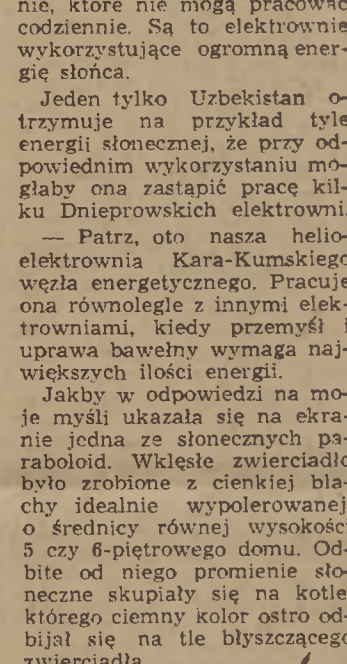 nie, które nie mogą pracować
codziennie. Są to elektrownie
wykorzystujące ogromną ener-
gię słońca.
Jeden tylko Uzbekistan o-
trzymuje na przykład tyle
energii słonecznej, że przy od-
powiednim wykorzystaniu mo-
głaby ona zastąpić pracę kil-
ku Dnieprowskich elektrowni.
— Patrz, oto nasza helio-
elektrownia Kara-Kumskiego
węzła energetycznego. Pracuje
ona równolegle z innymi elek-
trowniami, kiedy przemysł i
uprawa bawełny wymaga naj-
większych ilości energii.
Jakby w odpowiedzi na mo-
je myśli ukazała się na ekra-
nie jedna ze słonecznych pa-
raboloid. Wklęsłe zwierciadło
było zrobione z cienkiej bla-
chy idealnie wypolerowanej
o średnicy równej wysokości
5 czy 6-piętrowego domu. Od-
bite od niego promienie sło-
neczne skupiały się na kotle
którego ciemny kolor ostro od-
bijał się na tle błyszczącego
zwierciadła